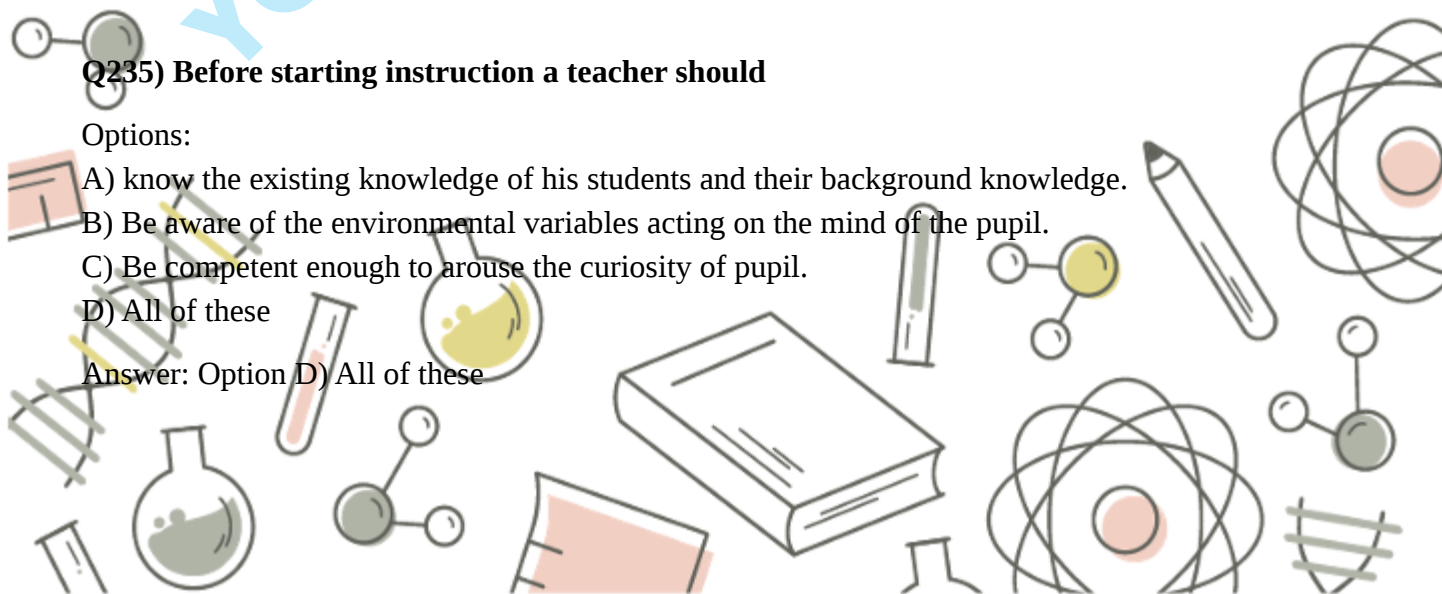 Q235) Before starting instruction a teacher should
Options:
A) know the existing knowledge of his students and their background knowledge.
B) Be aware of the environmental variables acting on the mind of the pupil.
C) Be competent enough to arouse the curiosity of pupil.
D) All of these
Answer: Option D) All of these